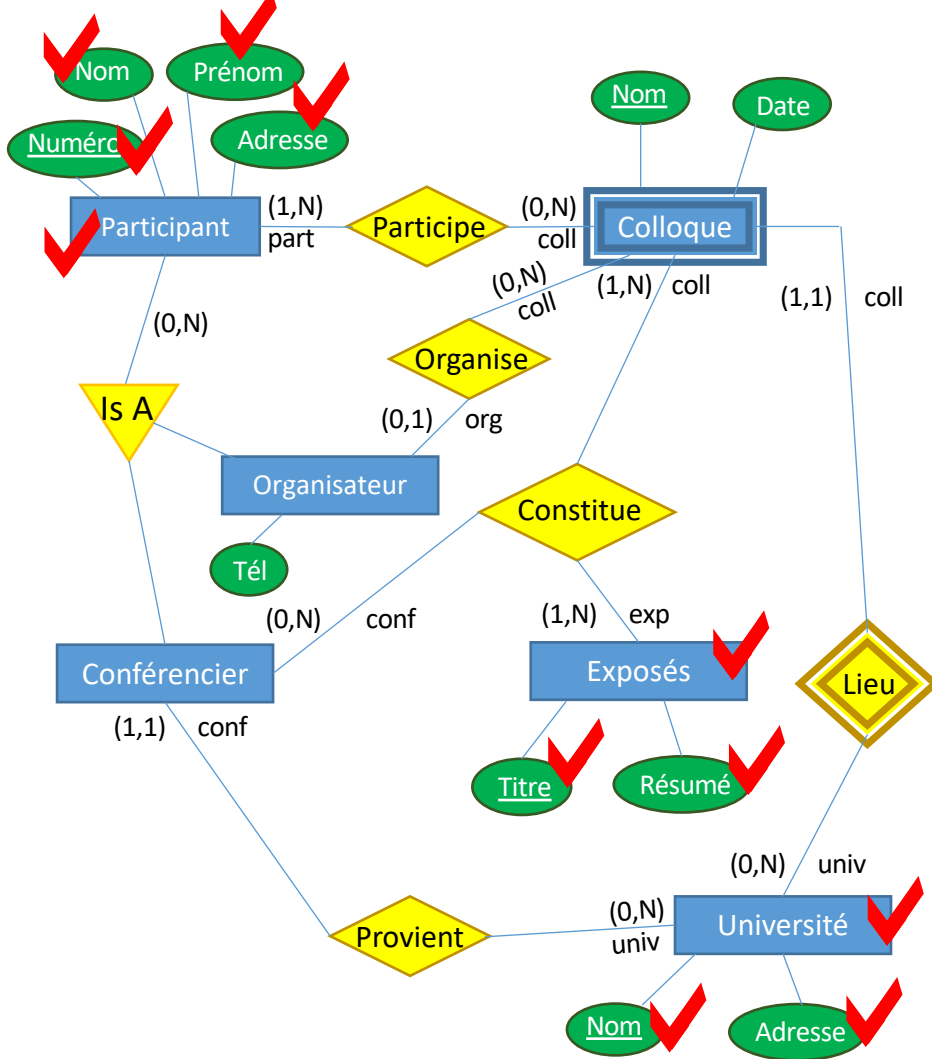 Nom
Prénom
Nom
Date
Numéro
Adresse
Participant
(1,N)
part
Participe
(0,N)
coll
Colloque
(0,N)
coll
(1,N) coll
(1,1) coll
(0,N)
Organise
Is A
(0,1) org
Organisateur
Constitue
Tél
(0,N) conf
(1,N) exp
Conférencier
Exposés
Lieu
(1,1) conf
Titre
Résumé
(0,N) univ
(0,N)
univ
Provient
Université
Nom
Adresse